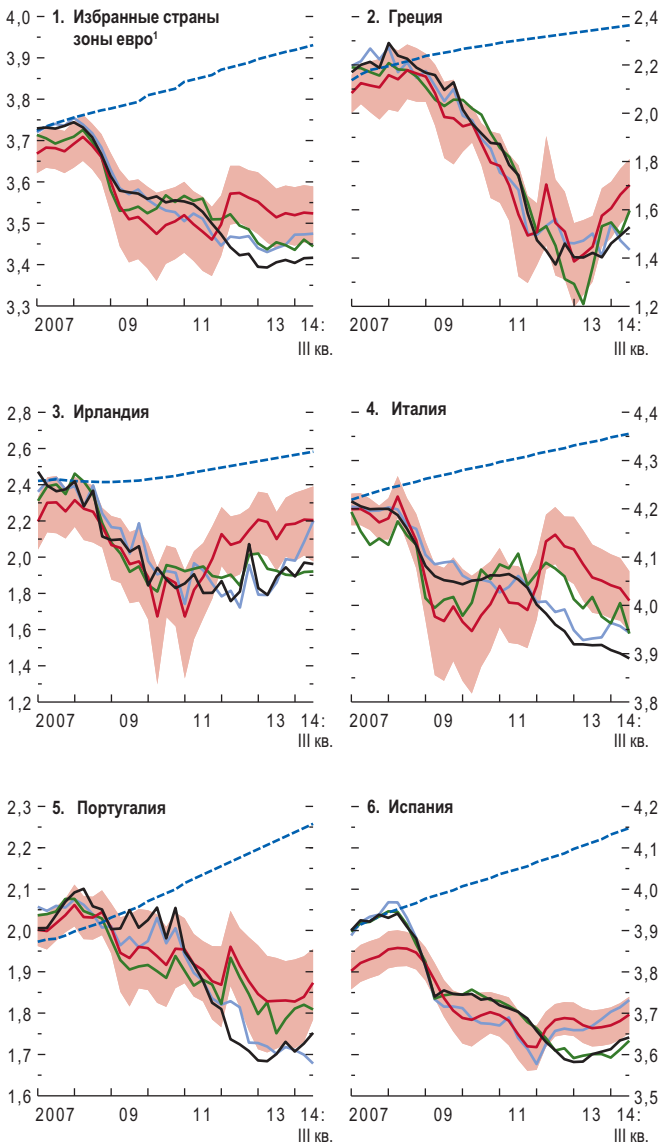 1. Избранные страны
зоны евро¹
4,0
3,9
3,8
3,7
3,6
3,5
3,4
3,3
2007 09 11 13 14:
III кв.
2. Греция
2,4
2,2
2,0
1,8
1,6
1,4
1,2
2007 09 11 13 14:
III кв.
3. Ирландия
2,8
2,6
2,4
2,2
2,0
1,8
1,6
1,4
1,2
2007 09 11 13 14:
III кв.
4. Италия
4,4
4,3
4,2
4,1
4,0
3,9
3,8
2007 09 11 13 14:
III кв.
5. Португалия
2,3
2,2
2,1
2,0
1,9
1,8
1,7
1,6
2007 09 11 13 14:
III кв.
6. Испания
4,2
4,1
4,0
3,9
3,8
3,7
3,6
3,5
2007 09 11 13 14:
III кв.